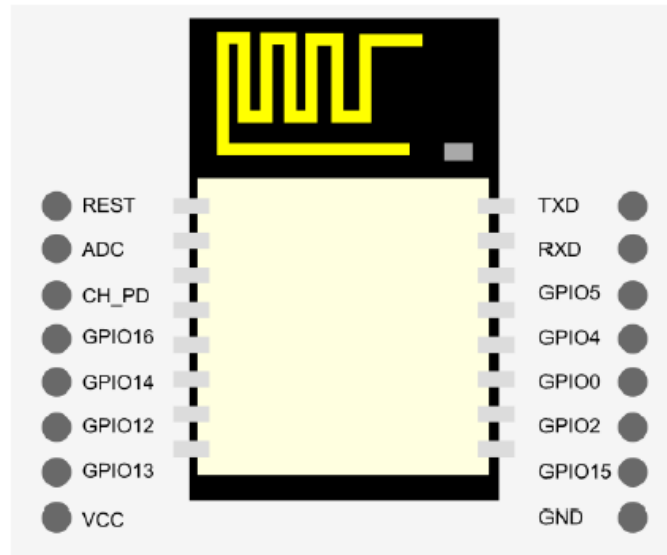 REST
ADC
CH_PD
GPIO16
GPIO14
GPIO12
GPIO13
VCC
TXD
RXD
GPIO5
GPIO4
GPIO0
GPIO2
GPIO15
GND